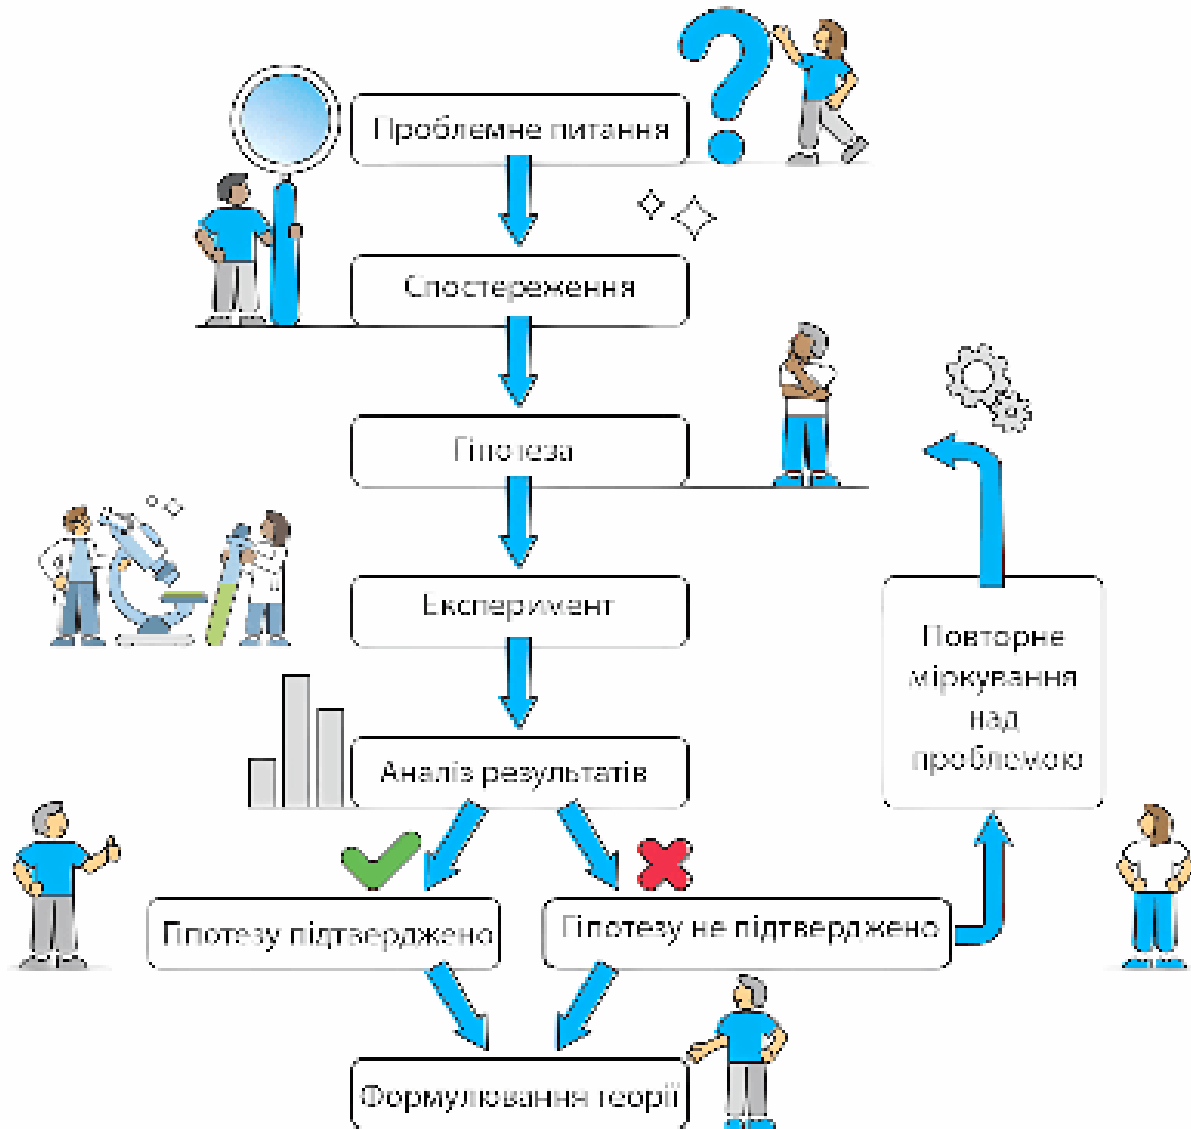 Проблемне питання
Спостереження
Гіпотеза
Експеримент
Повторне
міркування
над
проблемою
Аналіз результатів
Гіпотезу підтверджено
Гіпотезу не підтверджено
Формулювання теорії